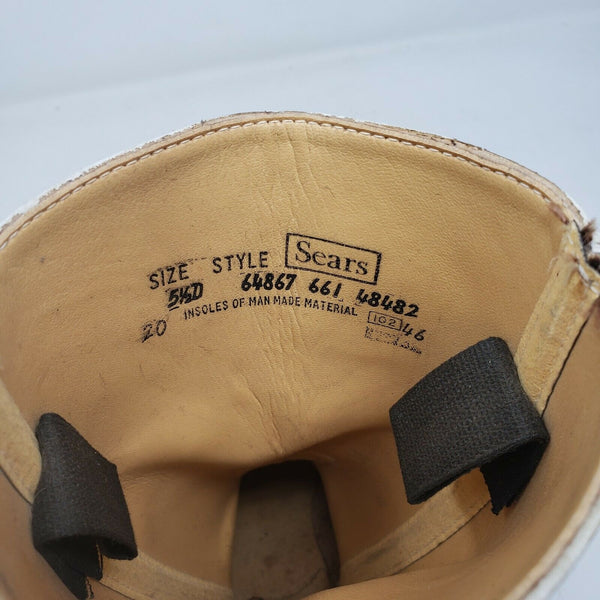 SIZE STYLE Sears
5½D 64867 661 48482
INSOLES OF MAN MADE MATERIAL
20 102 46